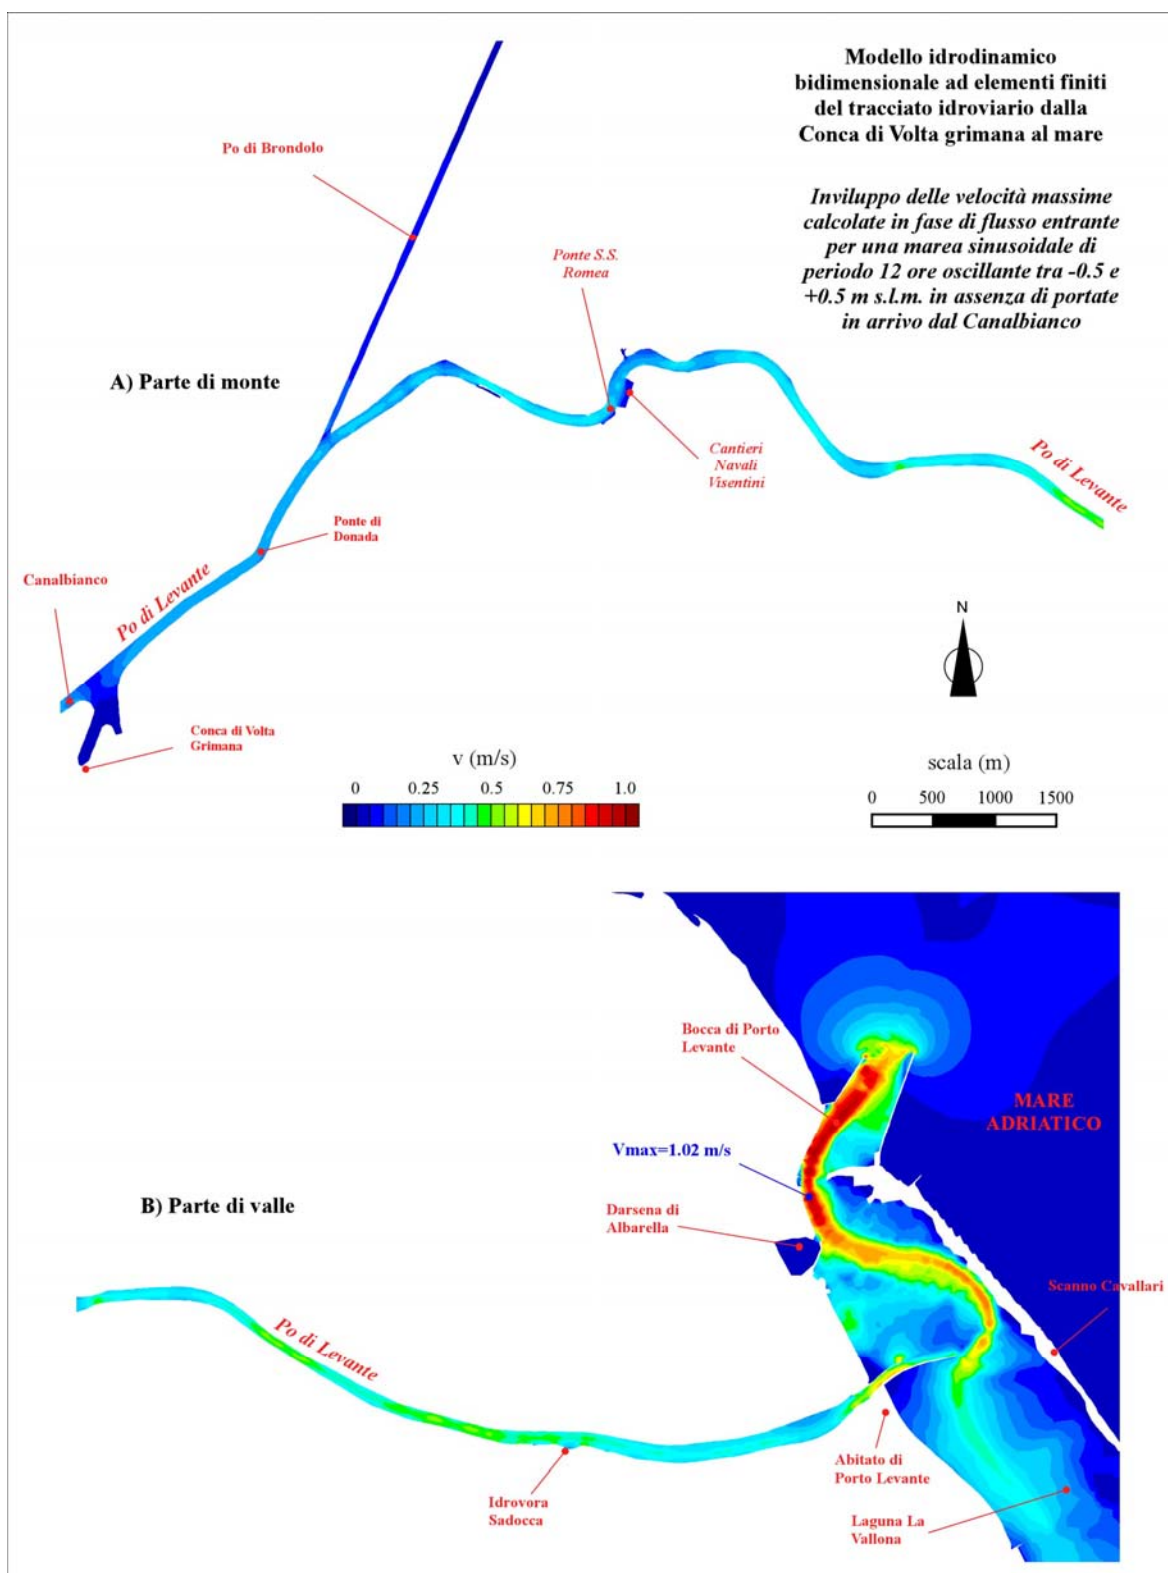 Modello idrodinamico
bidimensionale ad elementi finiti
del tracciato idroviario dalla
Conca di Volta grimana al mare
Inviluppo delle velocità massime
calcolate in fase di flusso entrante
per una marea sinusoidale di
periodo 12 ore oscillante tra -0.5 e
+0.5 m s.l.m. in assenza di portate
in arrivo dal Canalbianco
Po di Brondolo
Ponte S.S.
Romea
A) Parte di monte
Cantieri
Navali
Visentini
Po di Levante
Ponte di
Donada
Canalbianco
Po di Levante
N
Conca di Volta
Grimana
v (m/s)
0 0.25 0.5 0.75 1.0
scala (m)
0 500 1000 1500
Bocca di Porto
Levante
MARE
ADRIATICO
Vmax=1.02 m/s
B) Parte di valle
Darsena di
Albarella
Scanno Cavallari
Po di Levante
Abitato di
Porto Levante
Idrovora
Sadocca
Laguna La
Vallona